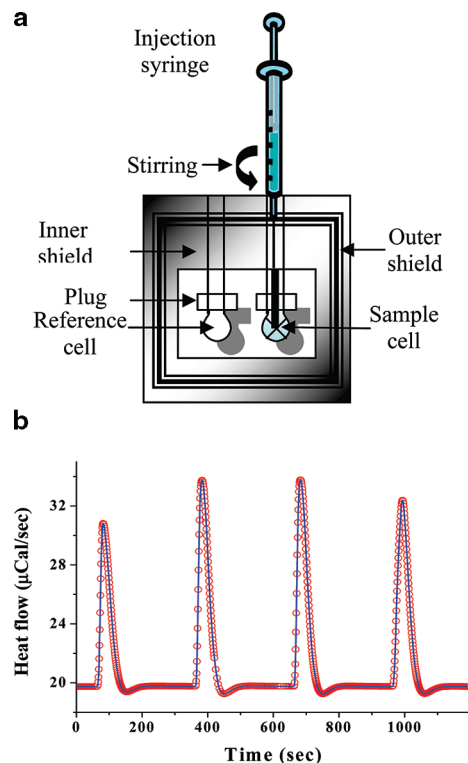 a
Injection
syringe
Stirring
Inner
shield
Outer
shield
Plug
Reference
cell
Sample
cell
b
Heat flow (μCal/sec)
32
28
24
20
0 200 400 600 800 1000
Time (sec)